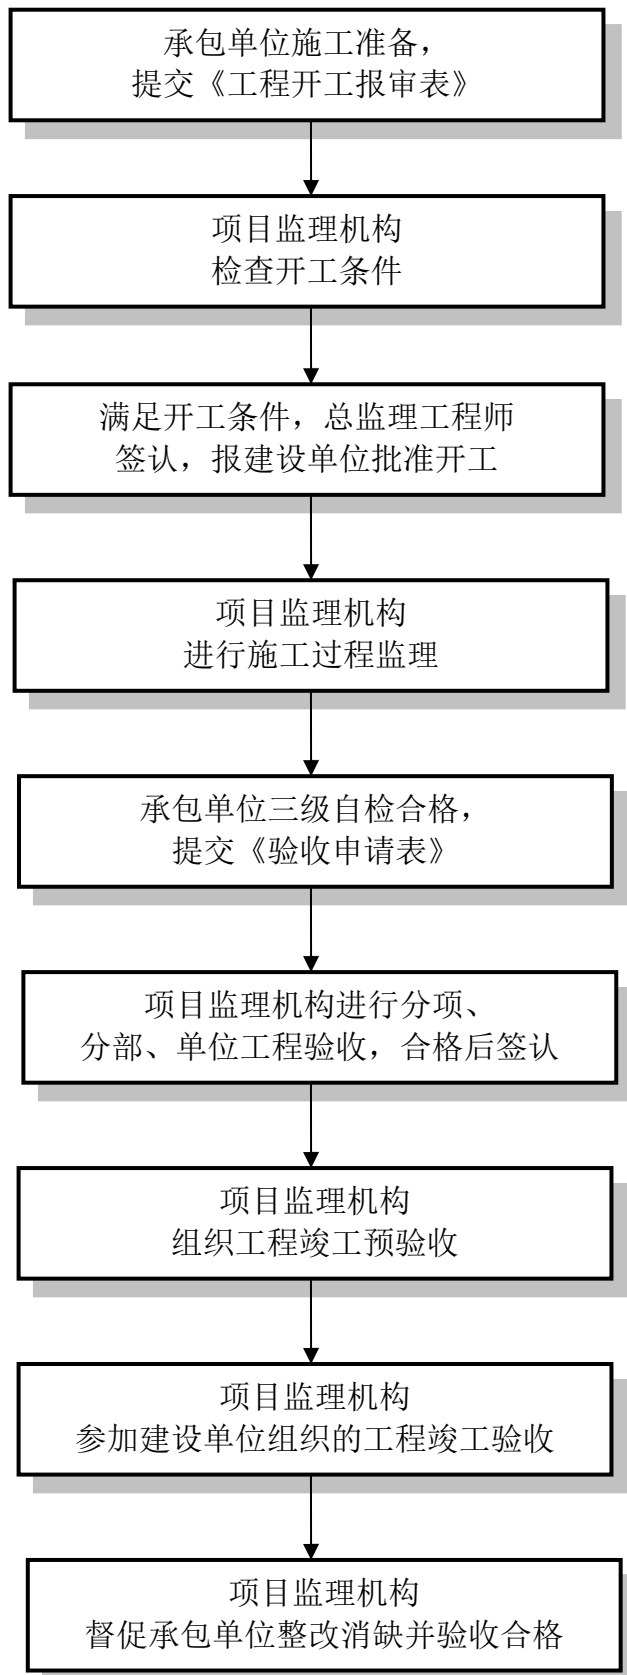 承包单位施工准备，
提交《工程开工报审表》
项目监理机构
检查开工条件
满足开工条件，总监理工程师
签认，报建设单位批准开工
项目监理机构
进行施工过程监理
承包单位三级自检合格，
提交《验收申请表》
项目监理机构进行分项、
分部、单位工程验收，合格后签认
项目监理机构
组织工程竣工预验收
项目监理机构
参加建设单位组织的工程竣工验收
项目监理机构
督促承包单位整改消缺并验收合格